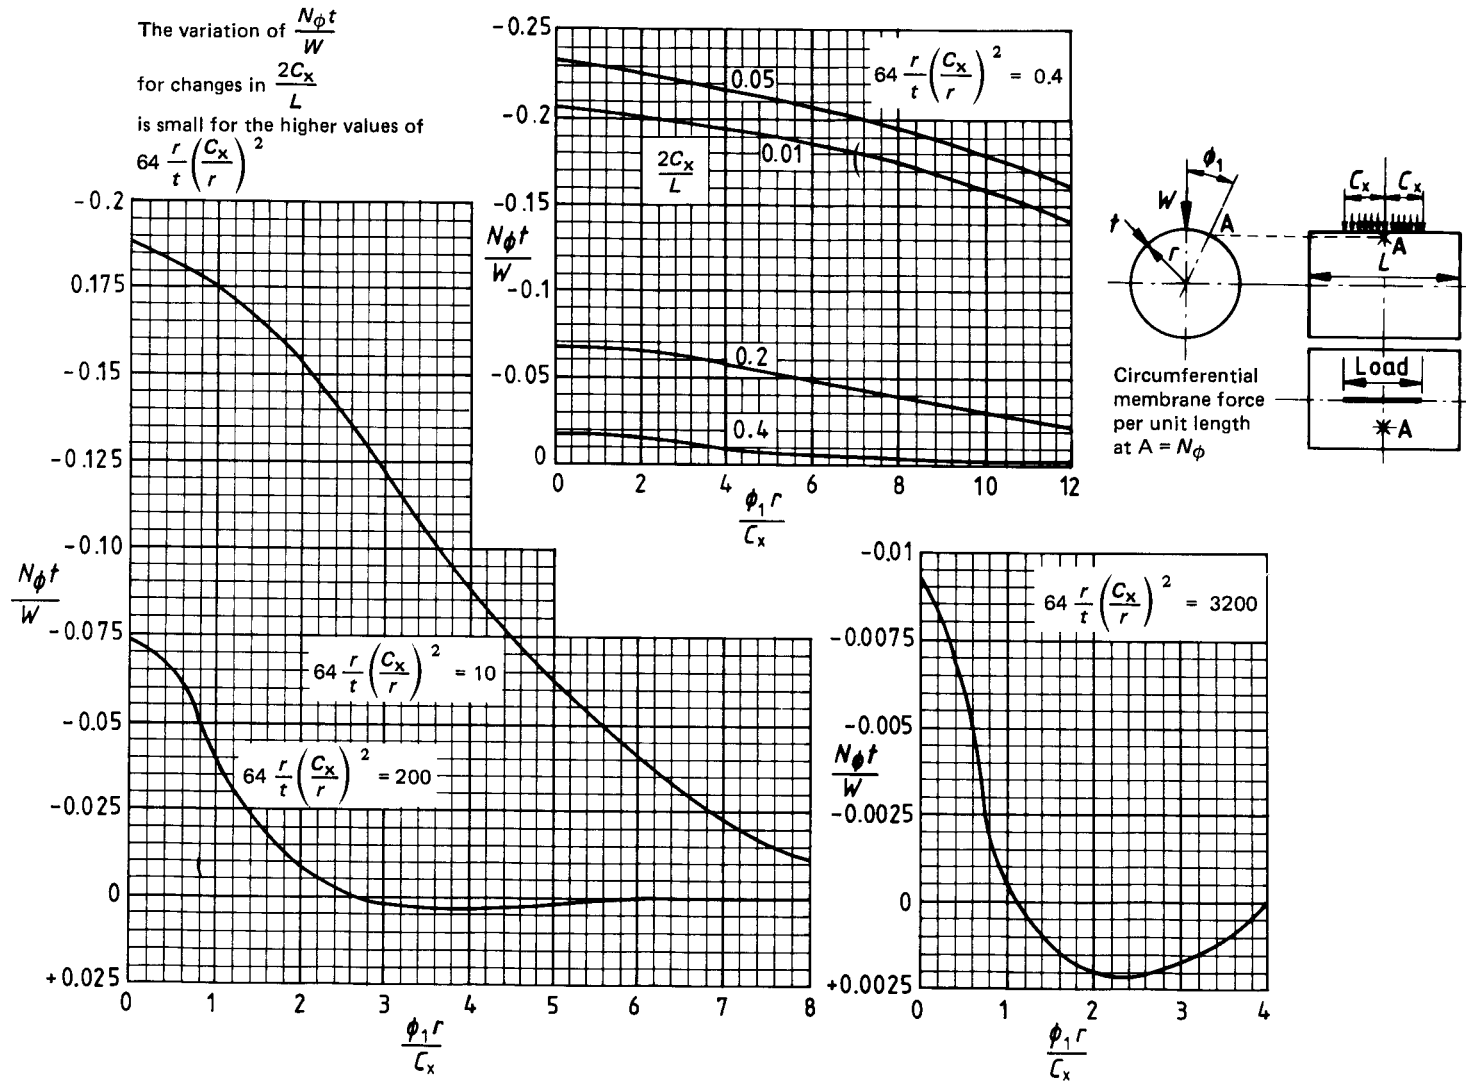 The variation of Nϕt/W
for changes in 2Cx/L
is small for the higher values of
64 r/t (Cx/r)²
-0.2
0.175
-0.15
-0.125
-0.10
-0.075
-0.05
-0.025
0
+0.025
Nϕt/W
0 1 2 3 4 5 6 7 8
ϕ₁r/Cx
64 r/t (Cx/r)² = 10
64 r/t (Cx/r)² = 200
-0.25
-0.2
-0.15
-0.1
-0.05
0
Nϕt/W
64 r/t (Cx/r)² = 0.4
0.05
0.01
2Cx/L
0.2
0.4
0 2 4 6 8 10 12
ϕ₁r/Cx
ϕ₁
W
A
t
r
Cx Cx
A
L
Load
A
Circumferential
membrane force
per unit length
at A = Nϕ
-0.01
-0.0075
-0.005
-0.0025
0
+0.0025
Nϕt/W
64 r/t (Cx/r)² = 3200
0 1 2 3 4
ϕ₁r/Cx